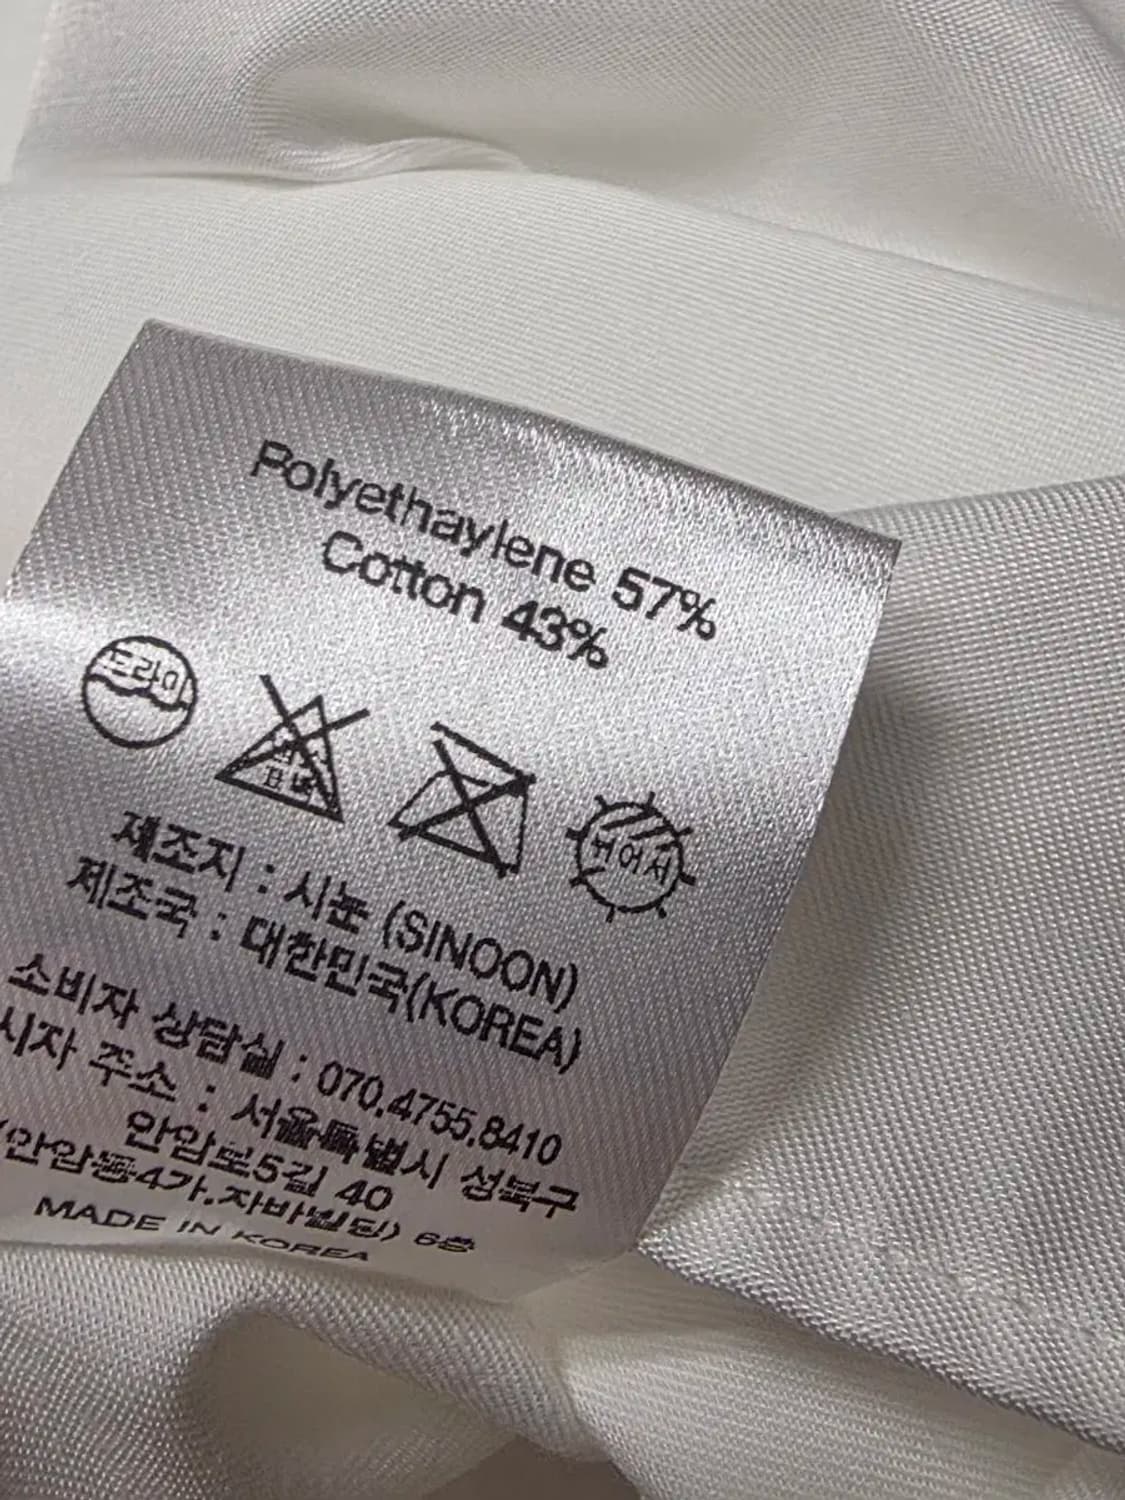 Polyethaylene 57%
Cotton 43%
드라이
염소
표백
뉘어서
제조자 : 시눈 (SINOON)
제조국 : 대한민국(KOREA)
소비자 상담실 : 070.4755.8410
시자 주소 : 서울특별시 성북구
안암로5길 40
(안암동4가,자바빌딩) 6층
MADE IN KOREA